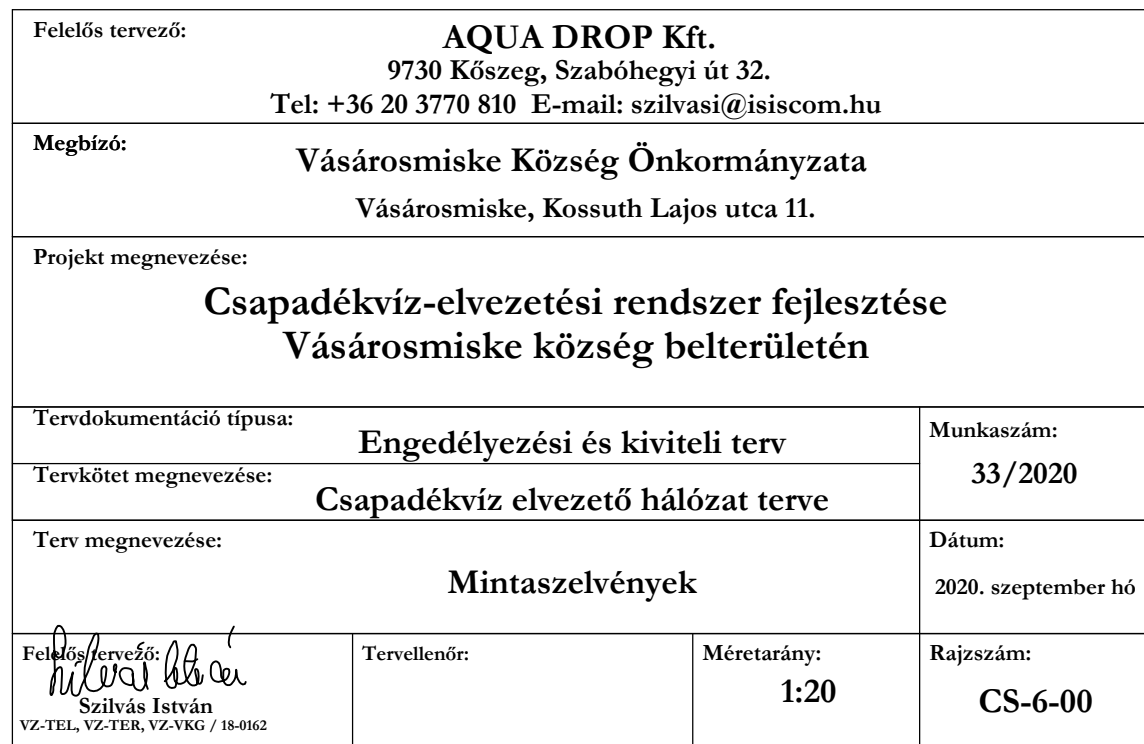 Felelős tervező:
AQUA DROP Kft.
9730 Kőszeg, Szabóhegyi út 32.
Tel: +36 20 3770 810 E-mail: szilvasi@isiscom.hu
Megbízó:
Vásárosmiske Község Önkormányzata
Vásárosmiske, Kossuth Lajos utca 11.
Projekt megnevezése:
Csapadékvíz-elvezetési rendszer fejlesztése
Vásárosmiske község belterületén
Tervdokumentáció típusa:
Engedélyezési és kiviteli terv
Tervkötet megnevezése:
Csapadékvíz elvezető hálózat terve
Munkaszám:
33/2020
Terv megnevezése:
Mintaszelvények
Dátum:
2020. szeptember hó
Felelős tervező:
Szilvás István
VZ-TEL, VZ-TER, VZ-VKG / 18-0162
Tervellenőr:
Méretarány:
1:20
Rajzszám:
CS-6-00